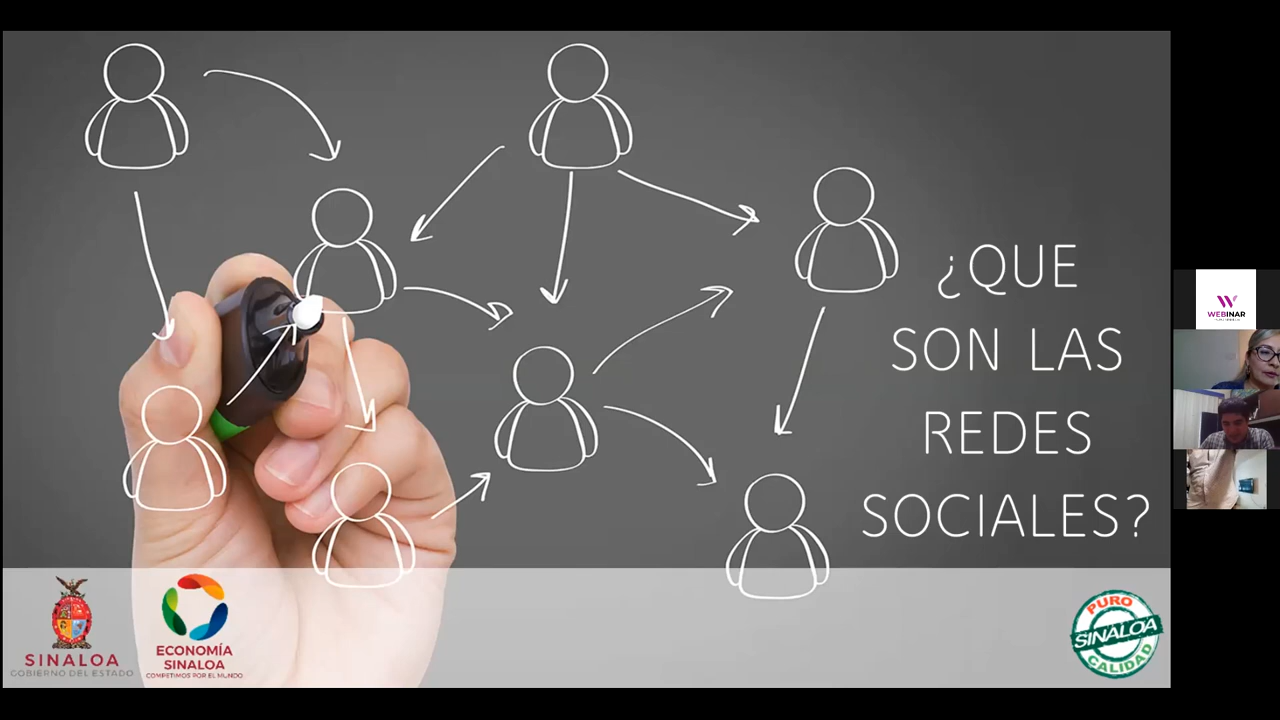 ¿QUE
SON LAS
REDES
SOCIALES?
WEBINAR
SINALOA
GOBIERNO DEL ESTADO
ECONOMÍA
SINALOA
COMPETIMOS POR EL MUNDO
PURO
SINALOA
CALIDAD